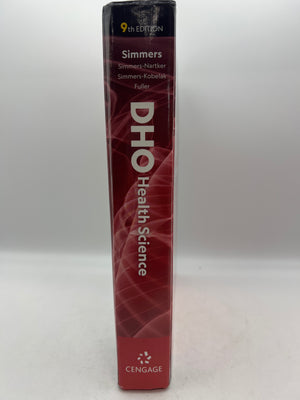 9th EDITION
Simmers
Simmers-Nartker
Simmers-Kobelak
Fuller
DHO Health Science
CENGAGE